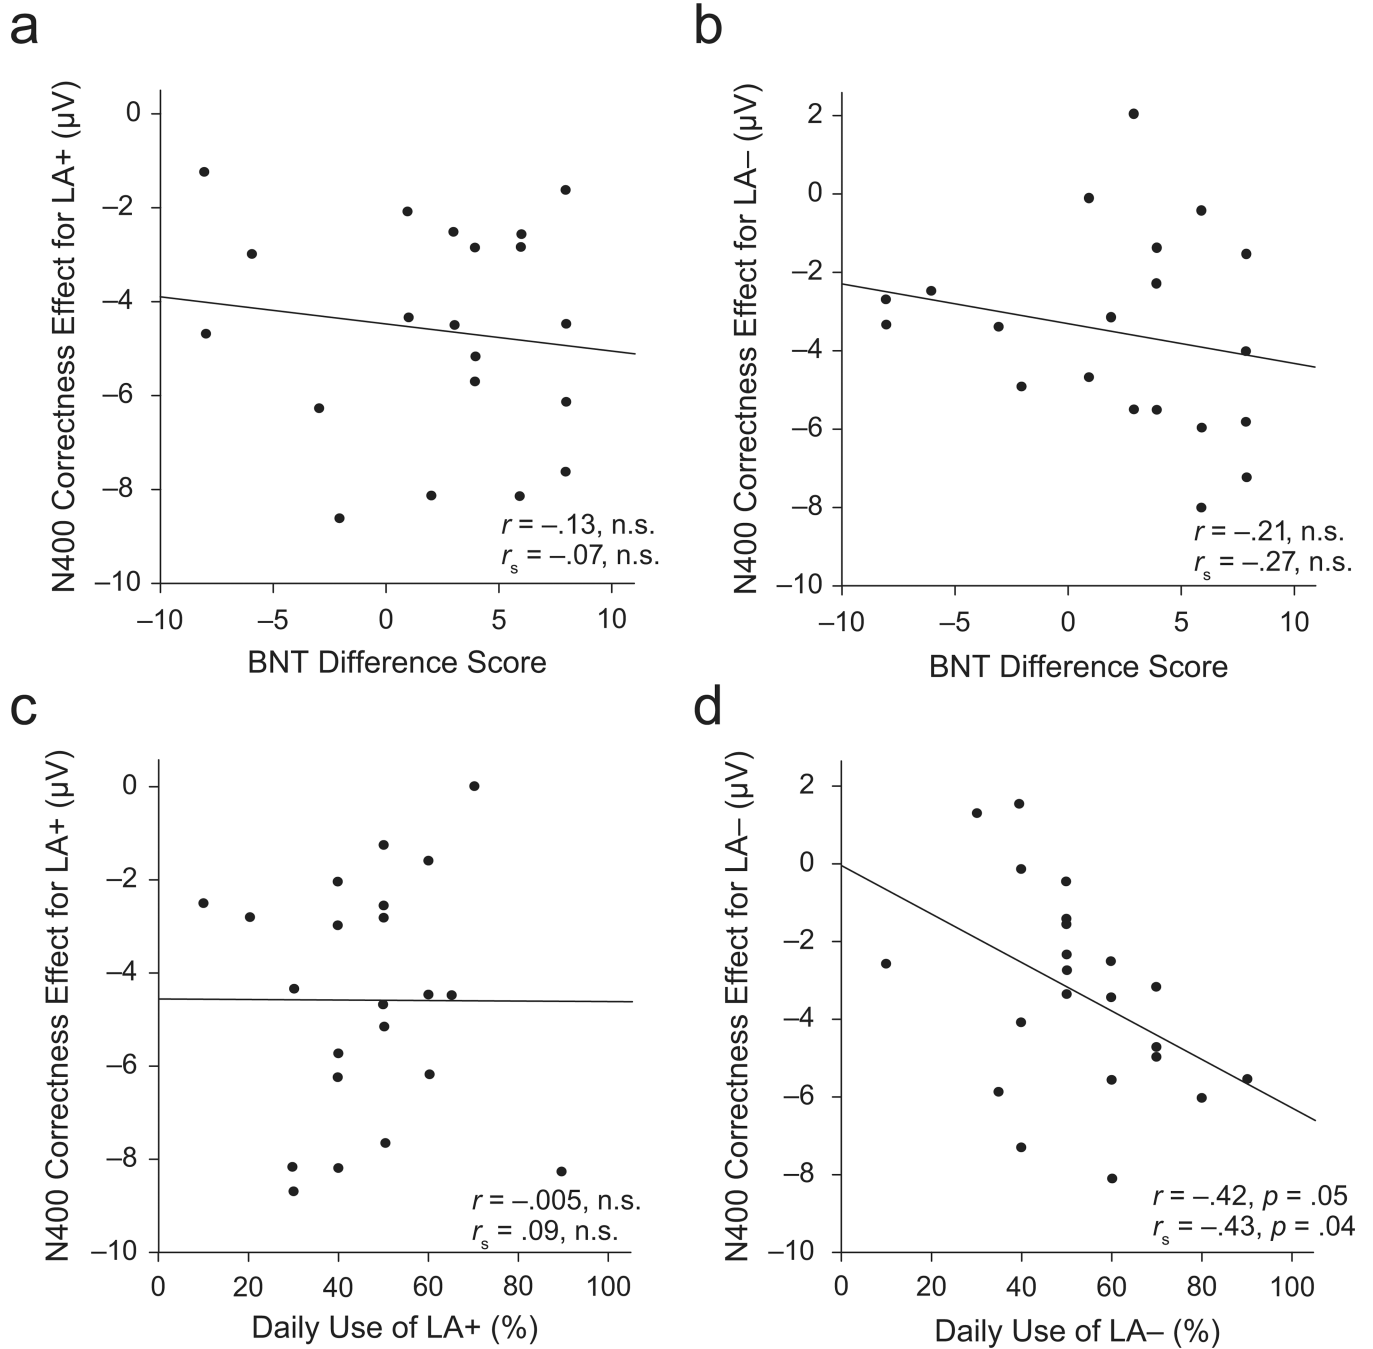 a
N400 Correctness Effect for LA+ (µV)
0
–2
–4
–6
–8
–10
r = –.13, n.s.
rs = –.07, n.s.
–10 –5 0 5 10
BNT Difference Score
b
N400 Correctness Effect for LA– (µV)
2
0
–2
–4
–6
–8
–10
r = –.21, n.s.
rs = –.27, n.s.
–10 –5 0 5 10
BNT Difference Score
c
N400 Correctness Effect for LA+ (µV)
0
–2
–4
–6
–8
–10
r = –.005, n.s.
rs = .09, n.s.
0 20 40 60 80 100
Daily Use of LA+ (%)
d
N400 Correctness Effect for LA– (µV)
2
0
–2
–4
–6
–8
–10
r = –.42, p = .05
rs = –.43, p = .04
0 20 40 60 80 100
Daily Use of LA– (%)